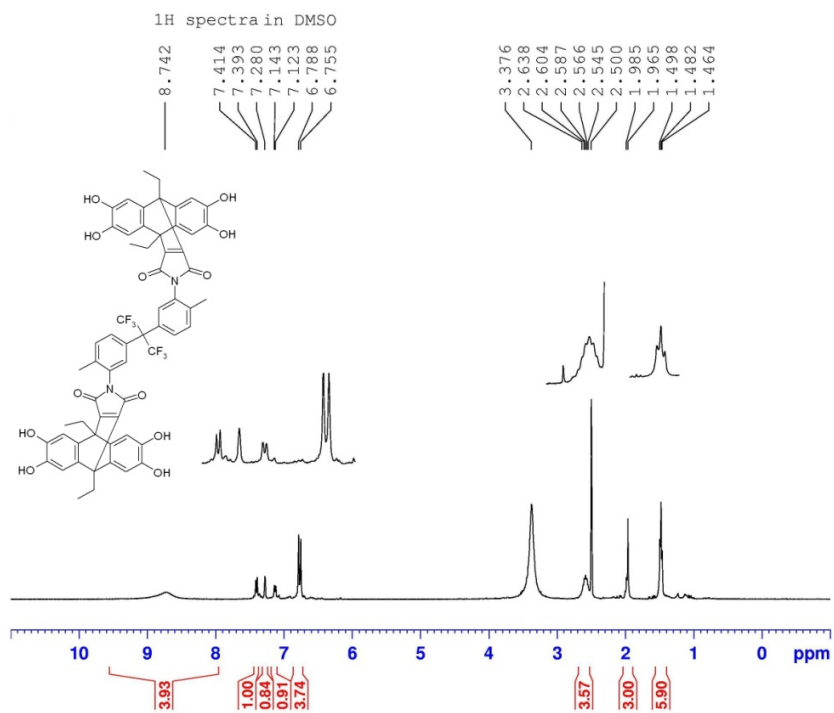 1H spectra in DMSO
8.742
7.414
7.393
7.280
7.143
7.123
6.788
6.755
3.376
2.638
2.604
2.587
2.566
2.545
2.500
1.985
1.965
1.498
1.482
1.464
HO
OH
HO
OH
O
O
N
CF3
CF3
N
O
O
HO
OH
HO
OH
10 9 8 7 6 5 4 3 2 1 0 ppm
3.93
1.00
0.84
0.91
3.74
3.57
3.00
5.90